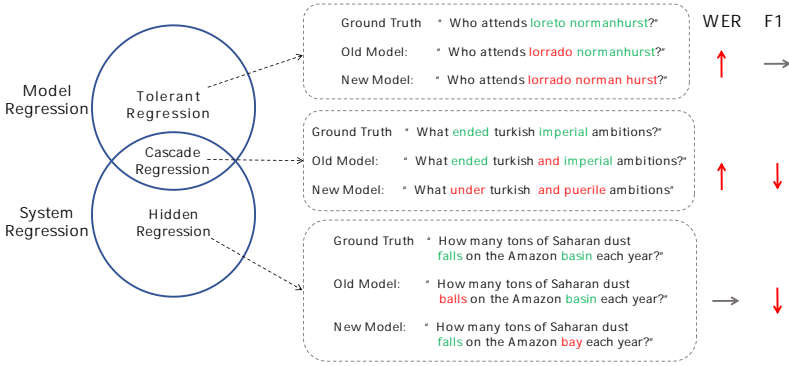 WER F1
Ground Truth “ Who attends loreto normanhurst?”
Old Model: “ Who attends lorrado normanhurst?”
New Model: “ Who attends lorrado norman hurst?”
Model
Regression
Tolerant
Regression
Ground Truth “ What ended turkish imperial ambitions?”
Old Model: “ What ended turkish and imperial ambitions?”
New Model: “ What under turkish and puerile ambitions”
Cascade
Regression
System
Regression
Hidden
Regression
Ground Truth “ How many tons of Saharan dust
falls on the Amazon basin each year?”
Old Model: “ How many tons of Saharan dust
balls on the Amazon basin each year?”
New Model: “ How many tons of Saharan dust
falls on the Amazon bay each year?”